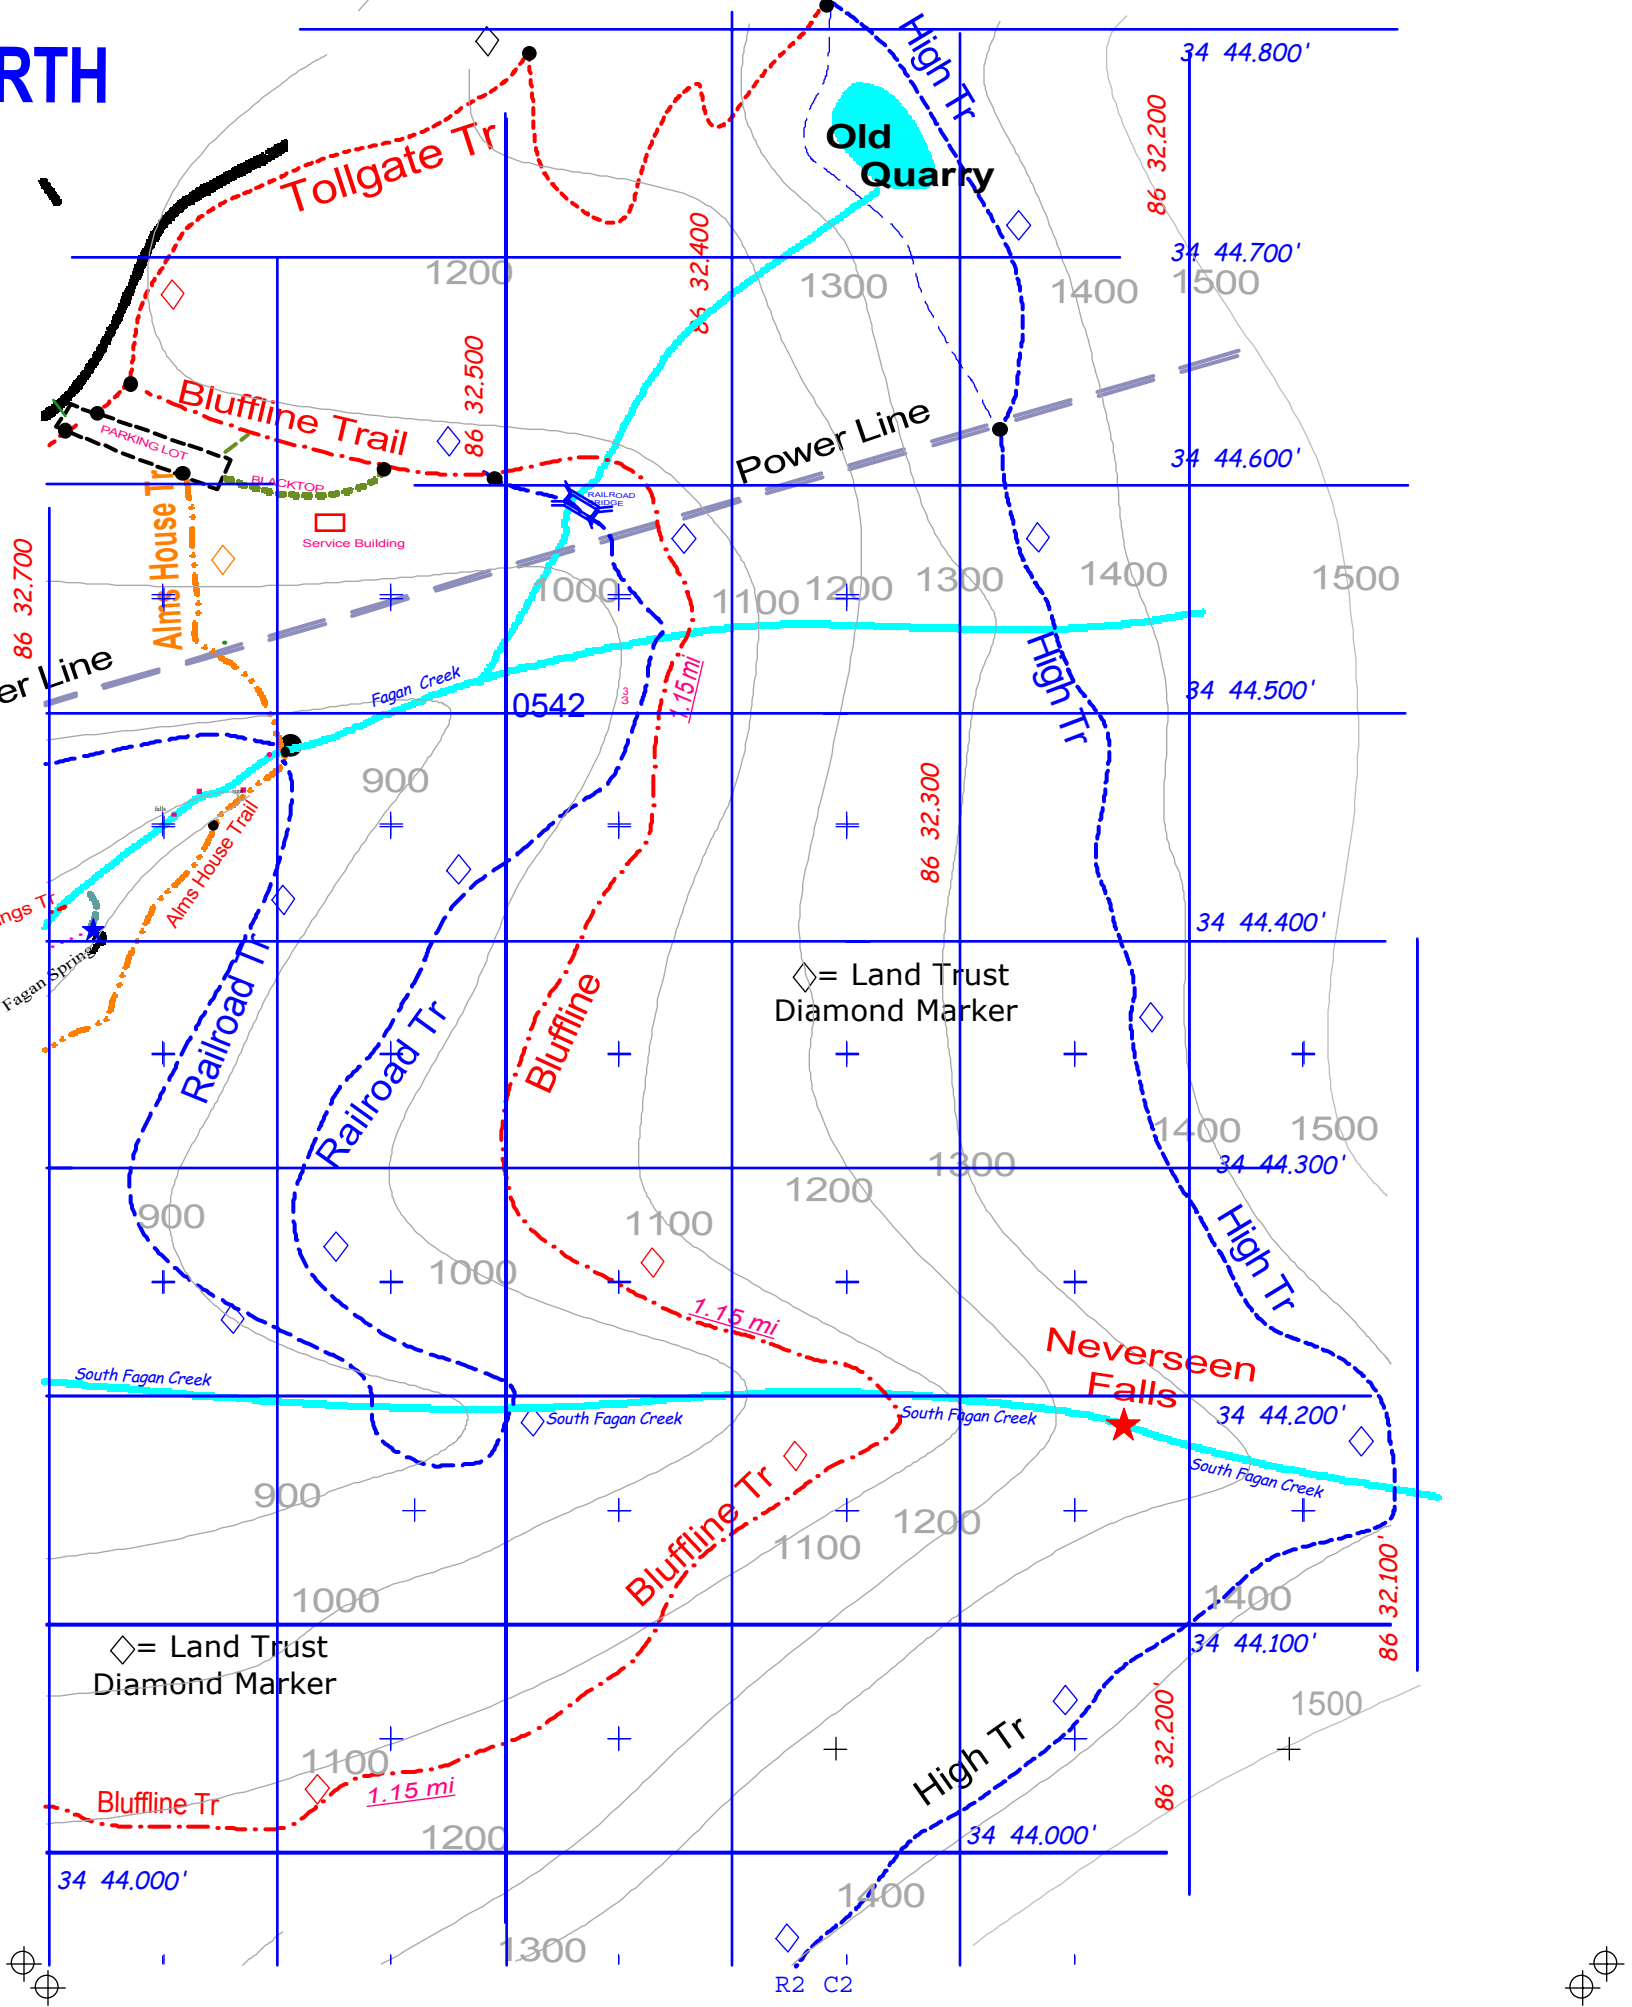 RTH
High Tr
34 44.800'
86 32.200
Old
Quarry
Tollgate Tr
86 32.400
34 44.700'
1200
1300
1400
1500
86 32.500
Bluffline Trail
Power Line
PARKING LOT
34 44.600'
BLACKTOP
RAILROAD
BRIDGE
Alms House Tr
Service Building
86 32.700
1000
1100
1200
1300
1400
1500
er Line
High Tr
1.15mi
Fagan Creek
0542
33
34 44.500'
900
86 32.300
falls
Alms House Trail
ngs Tr
34 44.400'
Fagan Spring
Railroad Tr
Railroad Tr
Bluffline
= Land Trust
Diamond Marker
1400
1500
1300
34 44.300'
1200
900
1100
High Tr
1000
1.15 mi
Neverseen
Falls
South Fagan Creek
South Fagan Creek
South Fagan Creek
34 44.200'
South Fagan Creek
900
Bluffline Tr
1200
1100
86 32.100'
1000
1400
= Land Trust
Diamond Marker
34 44.100'
1500
86 32.200'
High Tr
1100
1.15 mi
Bluffline Tr
1200
34 44.000'
34 44.000'
1400
1300
R2 C2